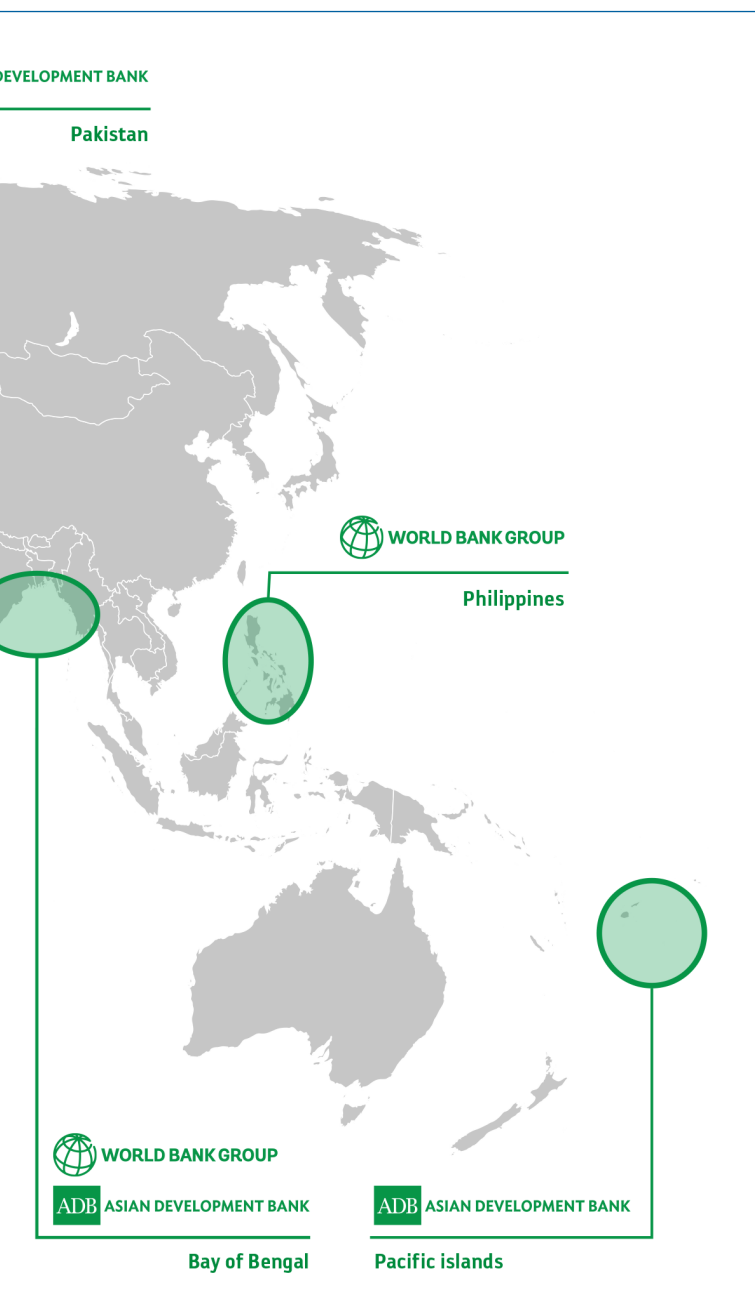 DEVELOPMENT BANK
Pakistan
WORLD BANK GROUP
Philippines
WORLD BANK GROUP
ADB ASIAN DEVELOPMENT BANK
Bay of Bengal
ADB ASIAN DEVELOPMENT BANK
Pacific islands